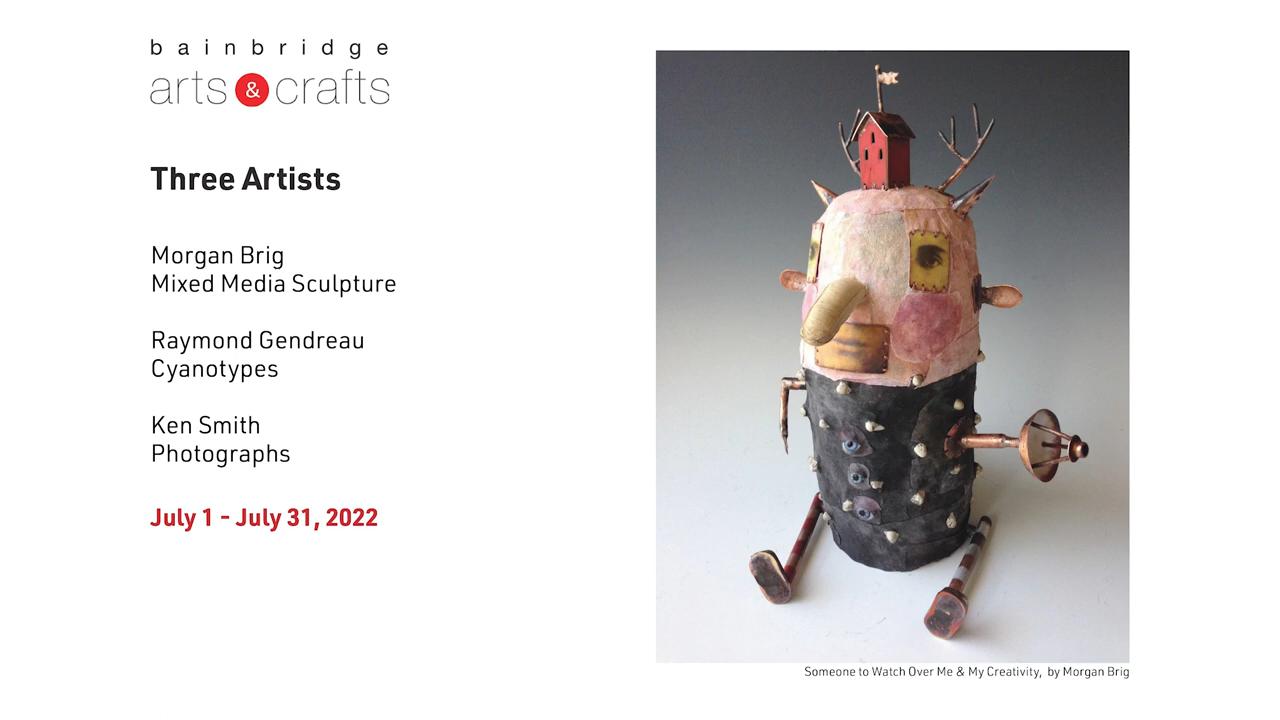 bainbridge
arts & crafts
Three Artists
Morgan Brig
Mixed Media Sculpture
Raymond Gendreau
Cyanotypes
Ken Smith
Photographs
July 1 - July 31, 2022
Someone to Watch Over Me & My Creativity, by Morgan Brig